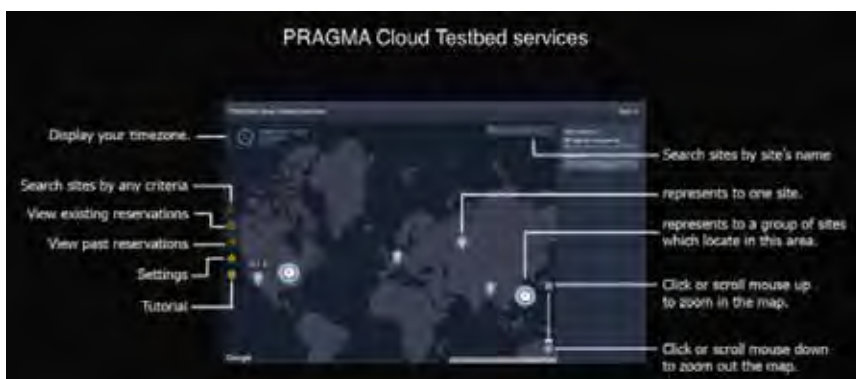 PRAGMA Cloud Testbed services
Display your timezone.
Search sites by any criteria
View existing reservations
View past reservations
Settings
Tutorial
Search sites by site's name
represents to one site.
represents to a group of sites
which locate in this area.
Click or scroll mouse up
to zoom in the map.
Click or scroll mouse down
to zoom out the map.
Google